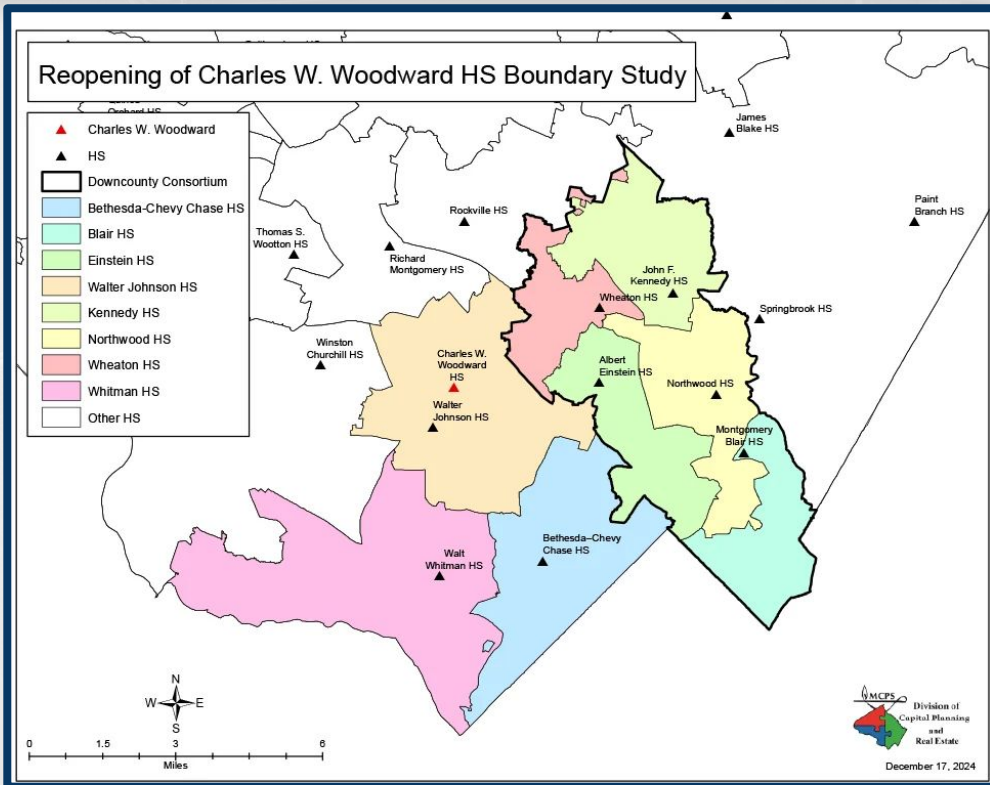 Reopening of Charles W. Woodward HS Boundary Study
Orchard HS
Charles W. Woodward
HS
Downcounty Consortium
Bethesda-Chevy Chase HS
Blair HS
Einstein HS
Walter Johnson HS
Kennedy HS
Northwood HS
Wheaton HS
Whitman HS
Other HS
James
Blake HS
Paint
Branch HS
Rockville HS
Thomas S.
Wootton HS
Richard
Montgomery HS
John F.
Kennedy HS
Wheaton HS
Springbrook HS
Winston
Churchill HS
Charles W.
Woodward
HS
Albert
Einstein HS
Northwood HS
Walter
Johnson HS
Montgomery
Blair HS
Bethesda–Chevy
Chase HS
Walt
Whitman HS
N
W E
S
0 1.5 3 6
Miles
MCPS
Division of
Capital Planning
and
Real Estate
December 17, 2024